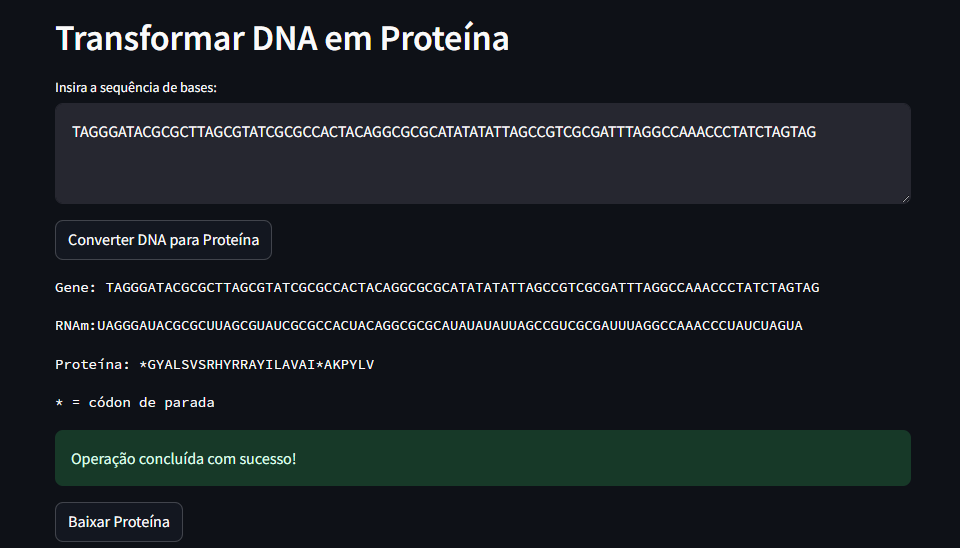 Transformar DNA em Proteína
Insira a sequência de bases:
TAGGGATACGCGCTTAGCGTATCGCGCCACTACAGGCGCGCATATATATTAGCCGTCGCGATTTAGGCCAAACCCTATCTAGTAG
Converter DNA para Proteína
Gene: TAGGGATACGCGCTTAGCGTATCGCGCCACTACAGGCGCGCATATATATTAGCCGTCGCGATTTAGGCCAAACCCTATCTAGTAG
RNAm:UAGGGAUACGCGCUUAGCGUAUCGCGCCACUACAGGCGCGCAUAUAUAUUAGCCGUCGCGAUUUAGGCCAAACCCUAUCUAGUA
Proteína: *GYALSVSRHYRRAYILAVAI*AKPYLV
* = códon de parada
Operação concluída com sucesso!
Baixar Proteína